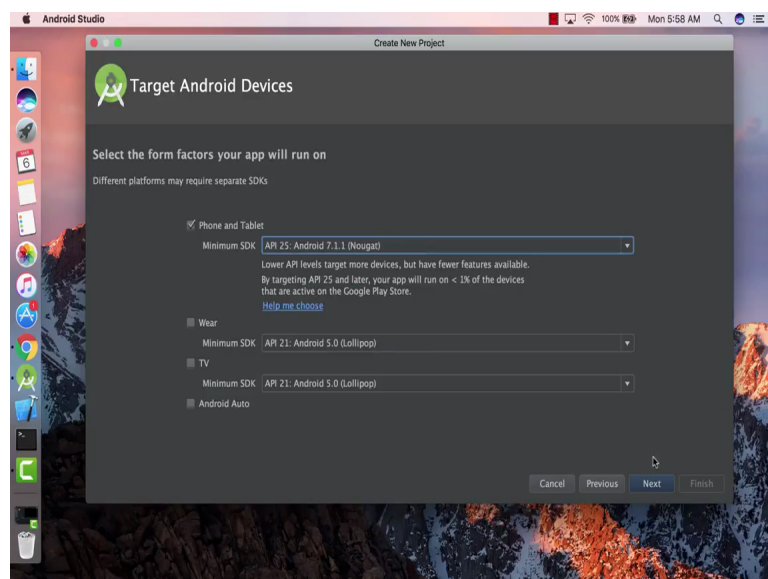 Android Studio
100%
Mon 5:58 AM
Create New Project
Target Android Devices
Select the form factors your app will run on
Different platforms may require separate SDKs
Phone and Tablet
Minimum SDK API 25: Android 7.1.1 (Nougat)
Lower API levels target more devices, but have fewer features available.
By targeting API 25 and later, your app will run on < 1% of the devices
that are active on the Google Play Store.
Help me choose
Wear
Minimum SDK API 21: Android 5.0 (Lollipop)
TV
Minimum SDK API 21: Android 5.0 (Lollipop)
Android Auto
Cancel Previous Next Finish
6
1